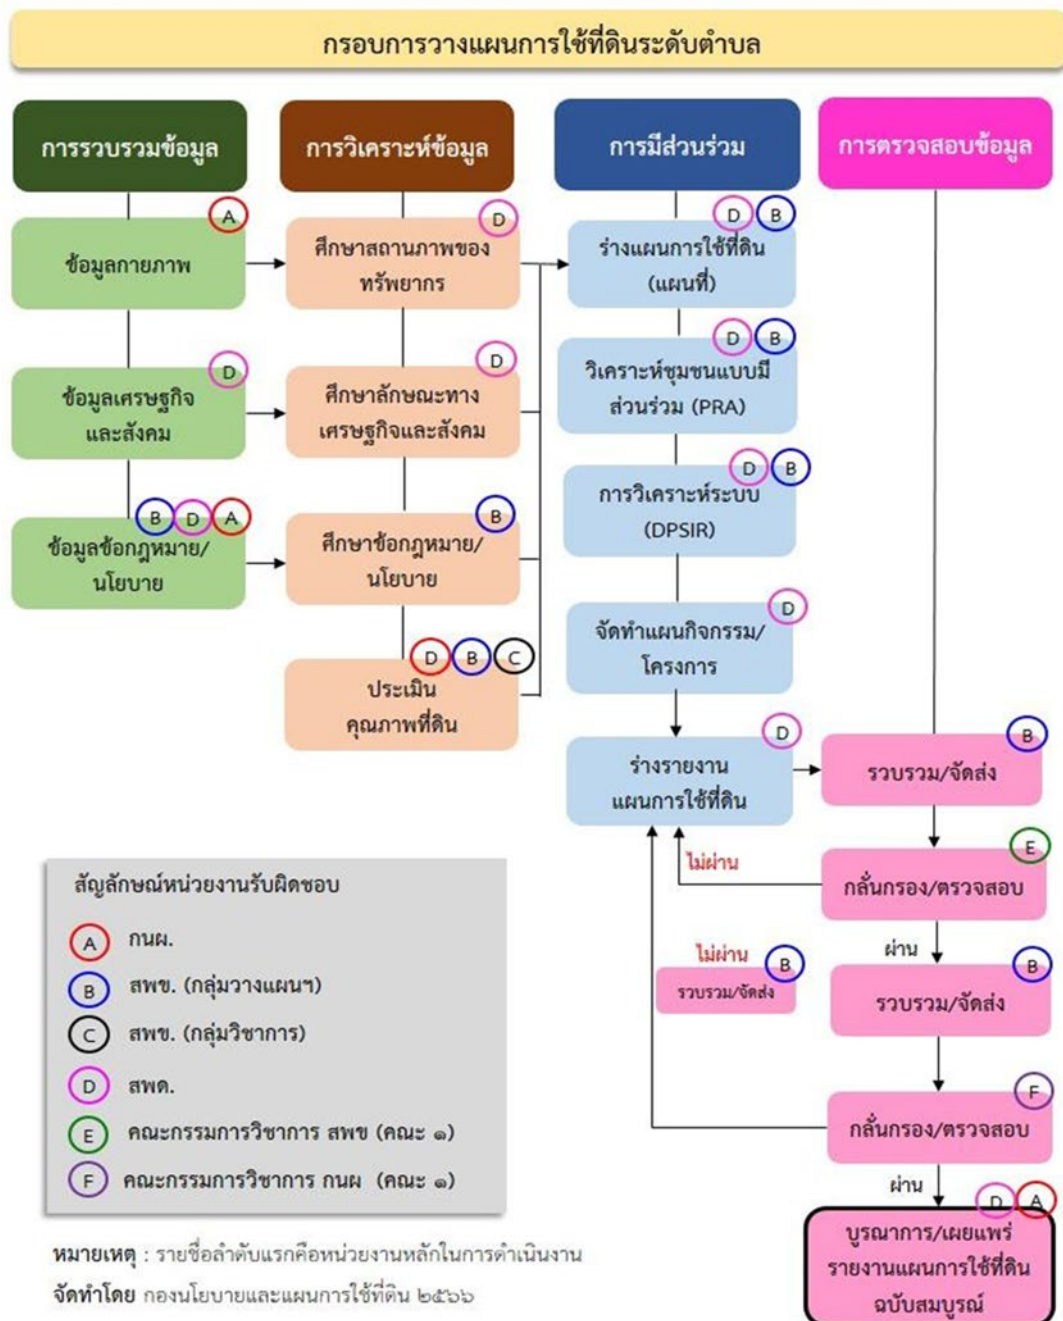 กรอบการวางแผนการใช้ที่ดินระดับตำบล
การรวบรวมข้อมูล
การวิเคราะห์ข้อมูล
การมีส่วนร่วม
การตรวจสอบข้อมูล
A
ข้อมูลกายภาพ
D
ศึกษาสถานภาพของ
ทรัพยากร
D B
ร่างแผนการใช้ที่ดิน
(แผนที่)
D
ข้อมูลเศรษฐกิจ
และสังคม
D
ศึกษาลักษณะทาง
เศรษฐกิจและสังคม
D B
วิเคราะห์ชุมชนแบบมี
ส่วนร่วม (PRA)
B D A
ข้อมูลข้อกฎหมาย/
นโยบาย
B
ศึกษาข้อกฎหมาย/
นโยบาย
D B
การวิเคราะห์ระบบ
(DPSIR)
D B C
ประเมิน
คุณภาพที่ดิน
D
จัดทำแผนกิจกรรม/
โครงการ
D
ร่างรายงาน
แผนการใช้ที่ดิน
B
รวบรวม/จัดส่ง
E
กลั่นกรอง/ตรวจสอบ
ไม่ผ่าน
ผ่าน
B
รวบรวม/จัดส่ง
ไม่ผ่าน
B
รวบรวม/จัดส่ง
F
กลั่นกรอง/ตรวจสอบ
ผ่าน
D A
บูรณาการ/เผยแพร่
รายงานแผนการใช้ที่ดิน
ฉบับสมบูรณ์
สัญลักษณ์หน่วยงานรับผิดชอบ
A กนผ.
B สพข. (กลุ่มวางแผนฯ)
C สพข. (กลุ่มวิชาการ)
D สพด.
E คณะกรรมการวิชาการ สพข (คณะ ๑)
F คณะกรรมการวิชาการ กนผ (คณะ ๑)
หมายเหตุ : รายชื่อลำดับแรกคือหน่วยงานหลักในการดำเนินงาน
จัดทำโดย กองนโยบายและแผนการใช้ที่ดิน ๒๕๖๖